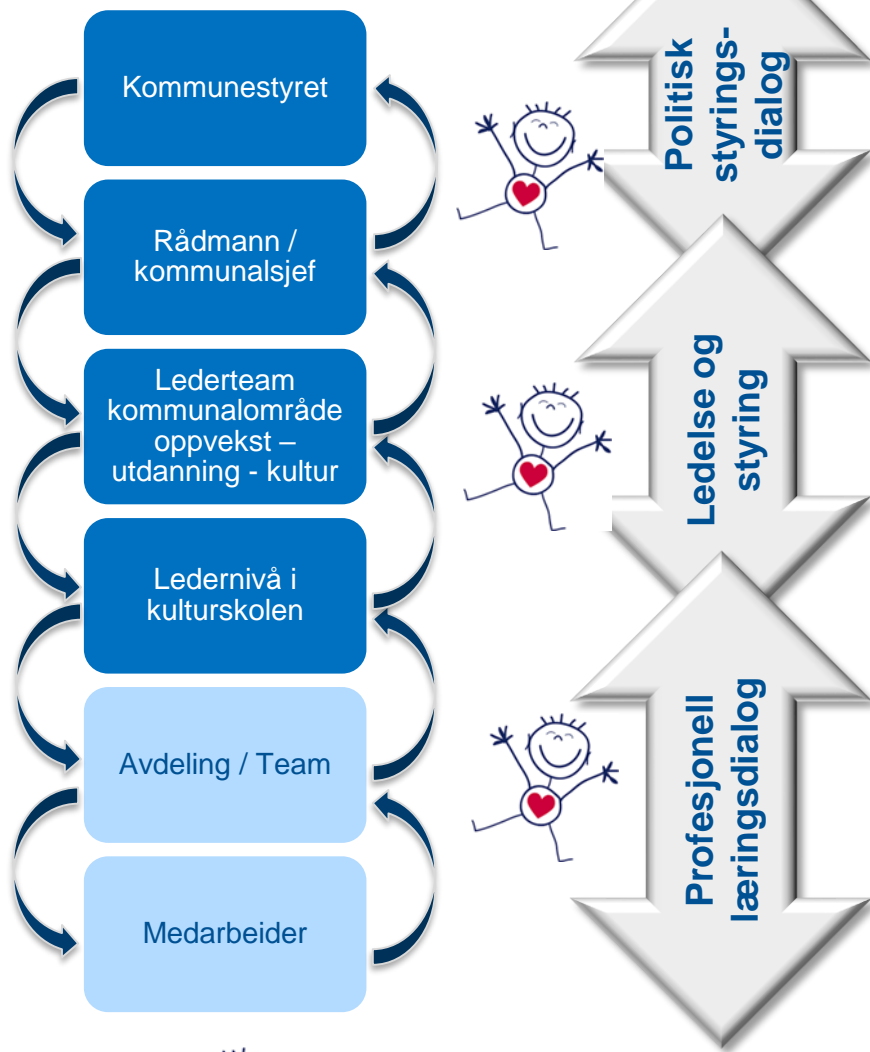 Kommunestyret
Rådmann /
kommunalsjef
Lederteam
kommunalområde
oppvekst –
utdanning - kultur
Ledernivå i
kulturskolen
Avdeling / Team
Medarbeider
Politisk
styrings-
dialog
Ledelse og
styring
Profesjonell
læringsdialog